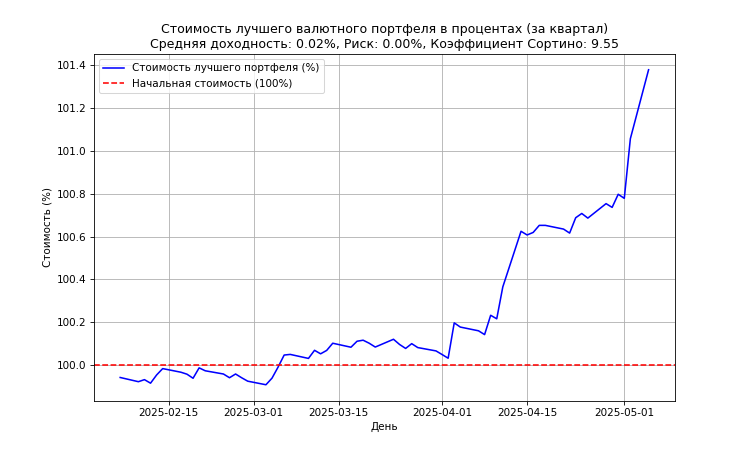 Стоимость лучшего валютного портфеля в процентах (за квартал)
Средняя доходность: 0.02%, Риск: 0.00%, Коэффициент Сортино: 9.55
Стоимость лучшего портфеля (%)
Начальная стоимость (100%)
Стоимость (%)
101.4
101.2
101.0
100.8
100.6
100.4
100.2
100.0
2025-02-15
2025-03-01
2025-03-15
2025-04-01
2025-04-15
2025-05-01
День